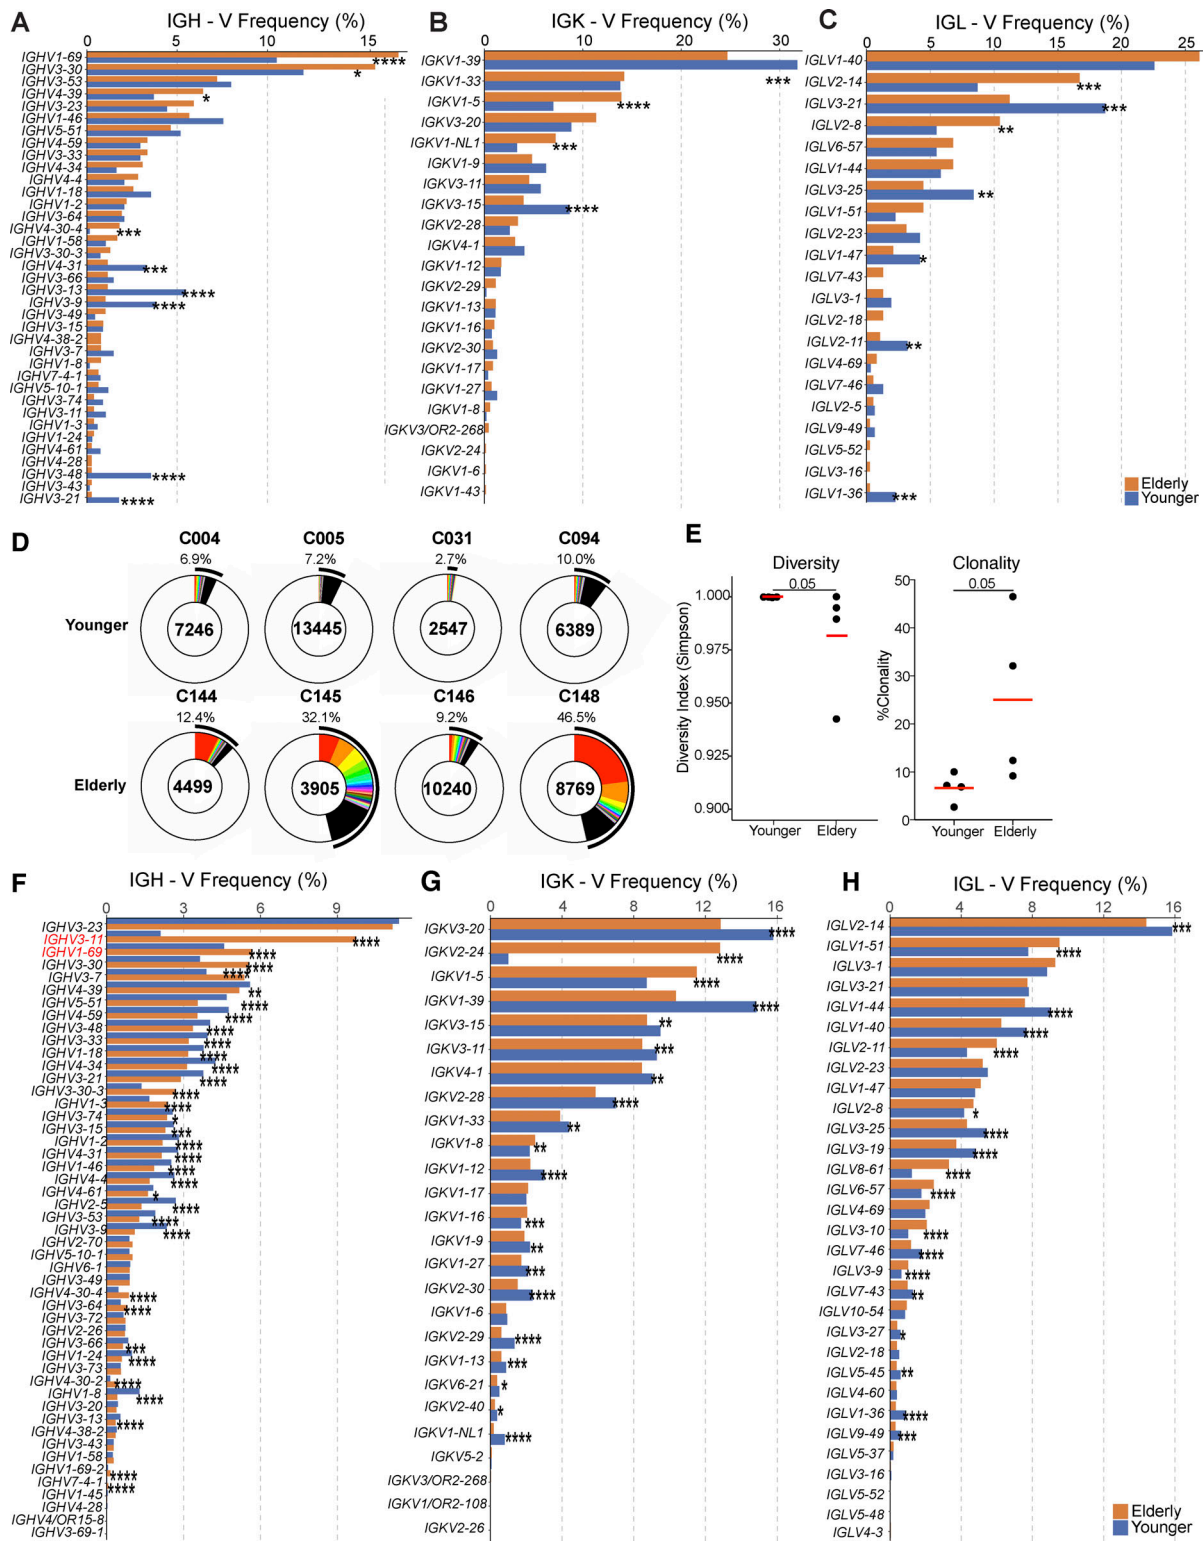 A
IGH - V Frequency (%)
0 5 10 15
IGHV1-69
****
IGHV3-30
*
IGHV3-53
IGHV4-39
*
IGHV3-23
IGHV1-46
IGHV5-51
IGHV4-59
IGHV3-33
IGHV4-34
IGHV4-4
IGHV1-18
IGHV1-2
IGHV3-64
IGHV4-30-4
***
IGHV1-58
IGHV3-30-3
IGHV4-31
***
IGHV3-66
IGHV3-13
****
IGHV3-9
****
IGHV3-49
IGHV3-15
IGHV4-38-2
IGHV3-7
IGHV1-8
IGHV7-4-1
IGHV5-10-1
IGHV3-74
IGHV3-11
IGHV1-3
IGHV1-24
IGHV4-61
IGHV4-28
IGHV3-48
****
IGHV3-43
IGHV3-21
****
B
IGK - V Frequency (%)
0 10 20 30
IGKV1-39
***
IGKV1-33
IGKV1-5
****
IGKV3-20
IGKV1-NL1
***
IGKV1-9
IGKV3-11
IGKV3-15
****
IGKV2-28
IGKV4-1
IGKV1-12
IGKV2-29
IGKV1-13
IGKV1-16
IGKV2-30
IGKV1-17
IGKV1-27
IGKV1-8
IGKV3/OR2-268
IGKV2-24
IGKV1-6
IGKV1-43
C
IGL - V Frequency (%)
0 5 10 15 20 25
IGLV1-40
IGLV2-14
***
IGLV3-21
***
IGLV2-8
**
IGLV6-57
IGLV1-44
IGLV3-25
**
IGLV1-51
IGLV2-23
IGLV1-47
*
IGLV7-43
IGLV3-1
IGLV2-18
IGLV2-11
**
IGLV4-69
IGLV7-46
IGLV2-5
IGLV9-49
IGLV5-52
IGLV3-16
IGLV1-36
***
Elderly
Younger
D
C004 C005 C031 C094
6.9% 7.2% 2.7% 10.0%
Younger
7246 13445 2547 6389
C144 C145 C146 C148
12.4% 32.1% 9.2% 46.5%
Elderly
4499 3905 10240 8769
E
Diversity
0.05
Diversity Index (Simpson)
1.000
0.975
0.950
0.925
0.900
Younger Eldery
Clonality
0.05
%Clonality
50
40
30
20
10
0
Younger Elderly
F
IGH - V Frequency (%)
0 3 6 9
IGHV3-23
IGHV3-11
****
IGHV1-69
****
IGHV3-30
****
IGHV3-7
****
IGHV4-39
**
IGHV5-51
****
IGHV4-59
****
IGHV3-48
****
IGHV3-33
****
IGHV1-18
****
IGHV4-34
****
IGHV3-21
****
IGHV3-30-3
****
IGHV1-3
****
IGHV3-74
*
IGHV3-15
***
IGHV1-2
****
IGHV4-31
****
IGHV1-46
****
IGHV4-4
****
IGHV4-61
*
IGHV2-5
****
IGHV3-53
****
IGHV3-9
****
IGHV2-70
IGHV5-10-1
IGHV6-1
IGHV3-49
IGHV4-30-4
****
IGHV3-64
****
IGHV3-72
IGHV2-26
IGHV3-66
***
IGHV1-24
****
IGHV3-73
IGHV4-30-2
****
IGHV1-8
****
IGHV3-20
IGHV3-13
****
IGHV4-38-2
IGHV3-43
IGHV1-58
IGHV1-69-2
****
IGHV7-4-1
****
IGHV1-45
IGHV4-28
IGHV4/OR15-8
IGHV3-69-1
G
IGK - V Frequency (%)
0 4 8 12 16
IGKV3-20
****
IGKV2-24
****
IGKV1-5
****
IGKV1-39
****
IGKV3-15
**
IGKV3-11
***
IGKV4-1
**
IGKV2-28
****
IGKV1-33
**
IGKV1-8
**
IGKV1-12
****
IGKV1-17
IGKV1-16
***
IGKV1-9
**
IGKV1-27
***
IGKV2-30
****
IGKV1-6
IGKV2-29
****
IGKV1-13
***
IGKV6-21
*
IGKV2-40
*
IGKV1-NL1
****
IGKV5-2
IGKV3/OR2-268
IGKV1/OR2-108
IGKV2-26
H
IGL - V Frequency (%)
0 4 8 12 16
IGLV2-14
***
IGLV1-51
****
IGLV3-1
IGLV3-21
IGLV1-44
****
IGLV1-40
****
IGLV2-11
****
IGLV2-23
IGLV1-47
IGLV2-8
*
IGLV3-25
****
IGLV3-19
****
IGLV8-61
****
IGLV6-57
****
IGLV4-69
IGLV3-10
****
IGLV7-46
****
IGLV3-9
****
IGLV7-43
**
IGLV10-54
IGLV3-27
*
IGLV2-18
IGLV5-45
**
IGLV4-60
IGLV1-36
****
IGLV9-49
***
IGLV5-37
IGLV3-16
IGLV5-52
IGLV5-48
IGLV4-3
Elderly
Younger